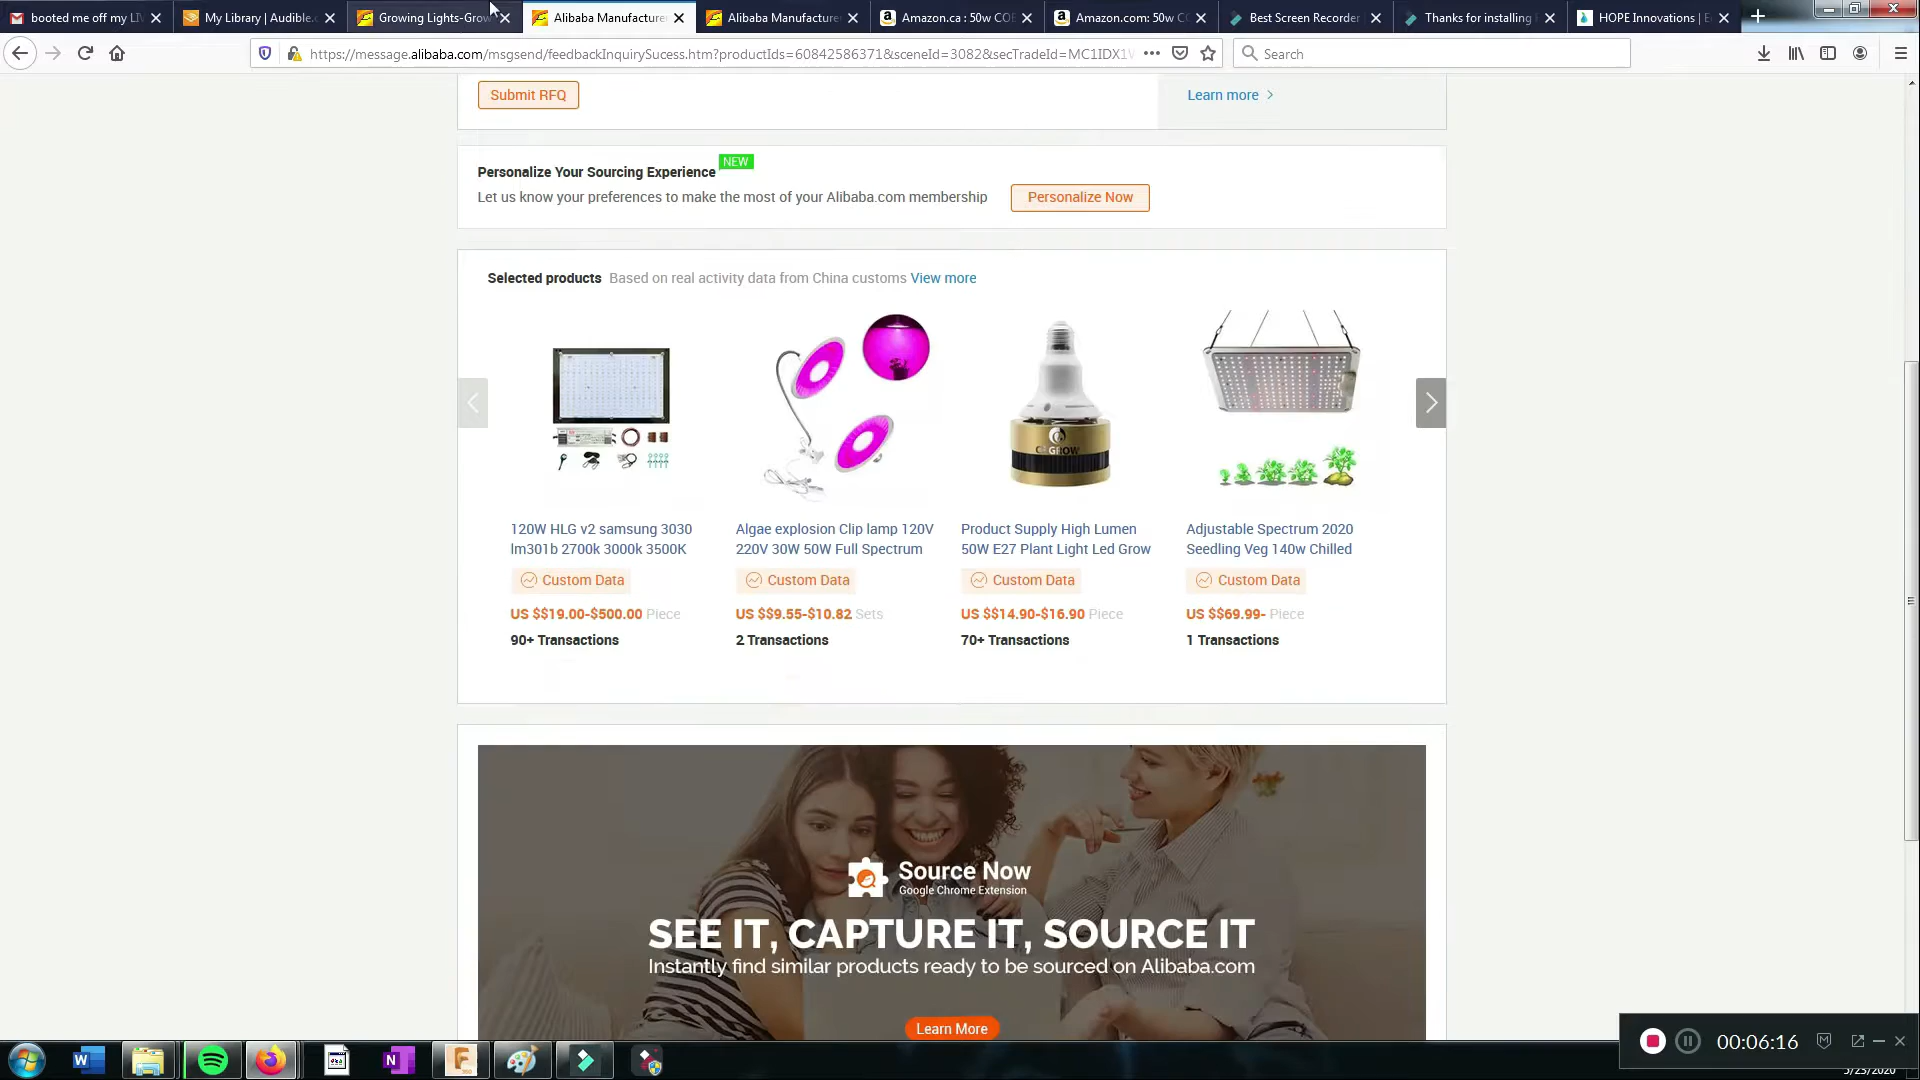 booted me off my LI
My Library | Audible.
Growing Lights-Grow
Alibaba Manufacture
Alibaba Manufacture
Amazon.ca : 50w COE
Amazon.com: 50w CC
Best Screen Recorder
Thanks for installing
HOPE Innovations | E
https://message.alibaba.com/msgsend/feedbackInquirySucess.htm?productIds=60842586371&sceneId=3082&secTradeId=MC1IDX1V
Search
Submit RFQ
Learn more >
Personalize Your Sourcing Experience NEW
Let us know your preferences to make the most of your Alibaba.com membership
Personalize Now
Selected products Based on real activity data from China customs View more
CFGROW
120W HLG v2 samsung 3030
lm301b 2700k 3000k 3500K
Custom Data
US $$19.00-$500.00 Piece
90+ Transactions
Algae explosion Clip lamp 120V
220V 30W 50W Full Spectrum
Custom Data
US $$9.55-$10.82 Sets
2 Transactions
Product Supply High Lumen
50W E27 Plant Light Led Grow
Custom Data
US $$14.90-$16.90 Piece
70+ Transactions
Adjustable Spectrum 2020
Seedling Veg 140w Chilled
Custom Data
US $$69.99- Piece
1 Transactions
Source Now
Google Chrome Extension
SEE IT, CAPTURE IT, SOURCE IT
Instantly find similar products ready to be sourced on Alibaba.com
Learn More
00:06:16
5/23/2020